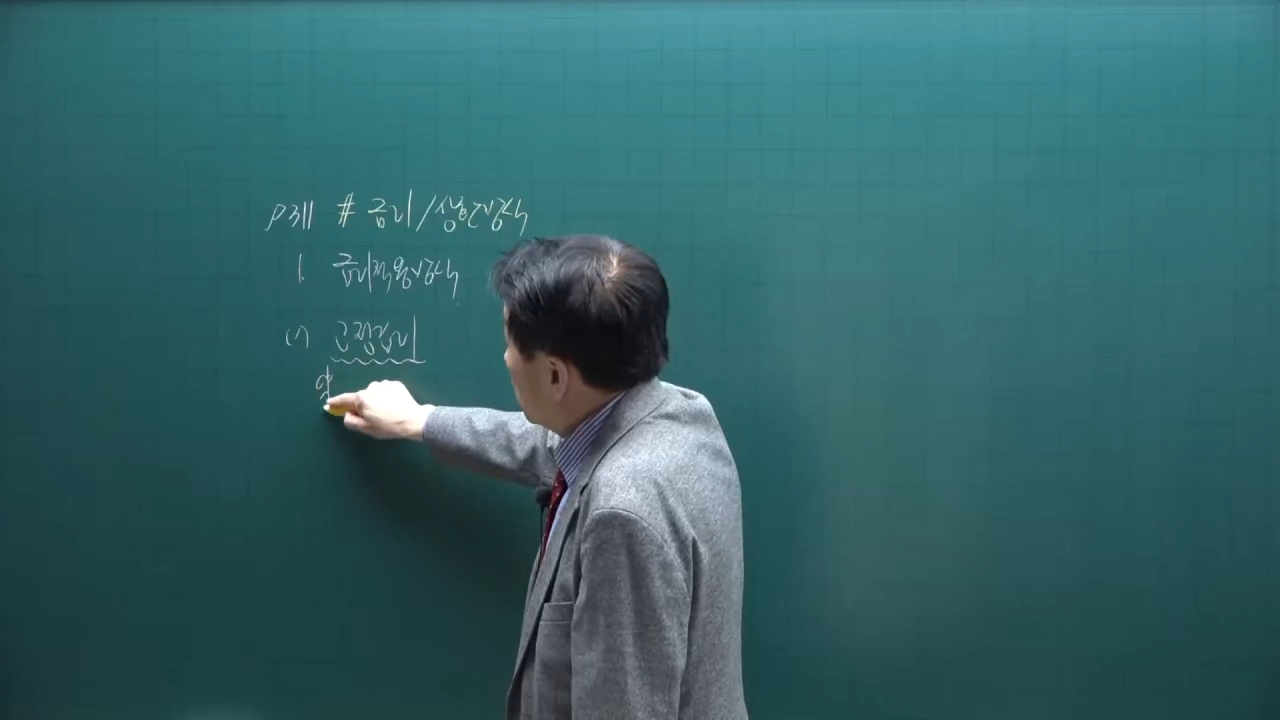 P311 # 금리/상환방식
1. 금리적용방식
(1) 고정금리